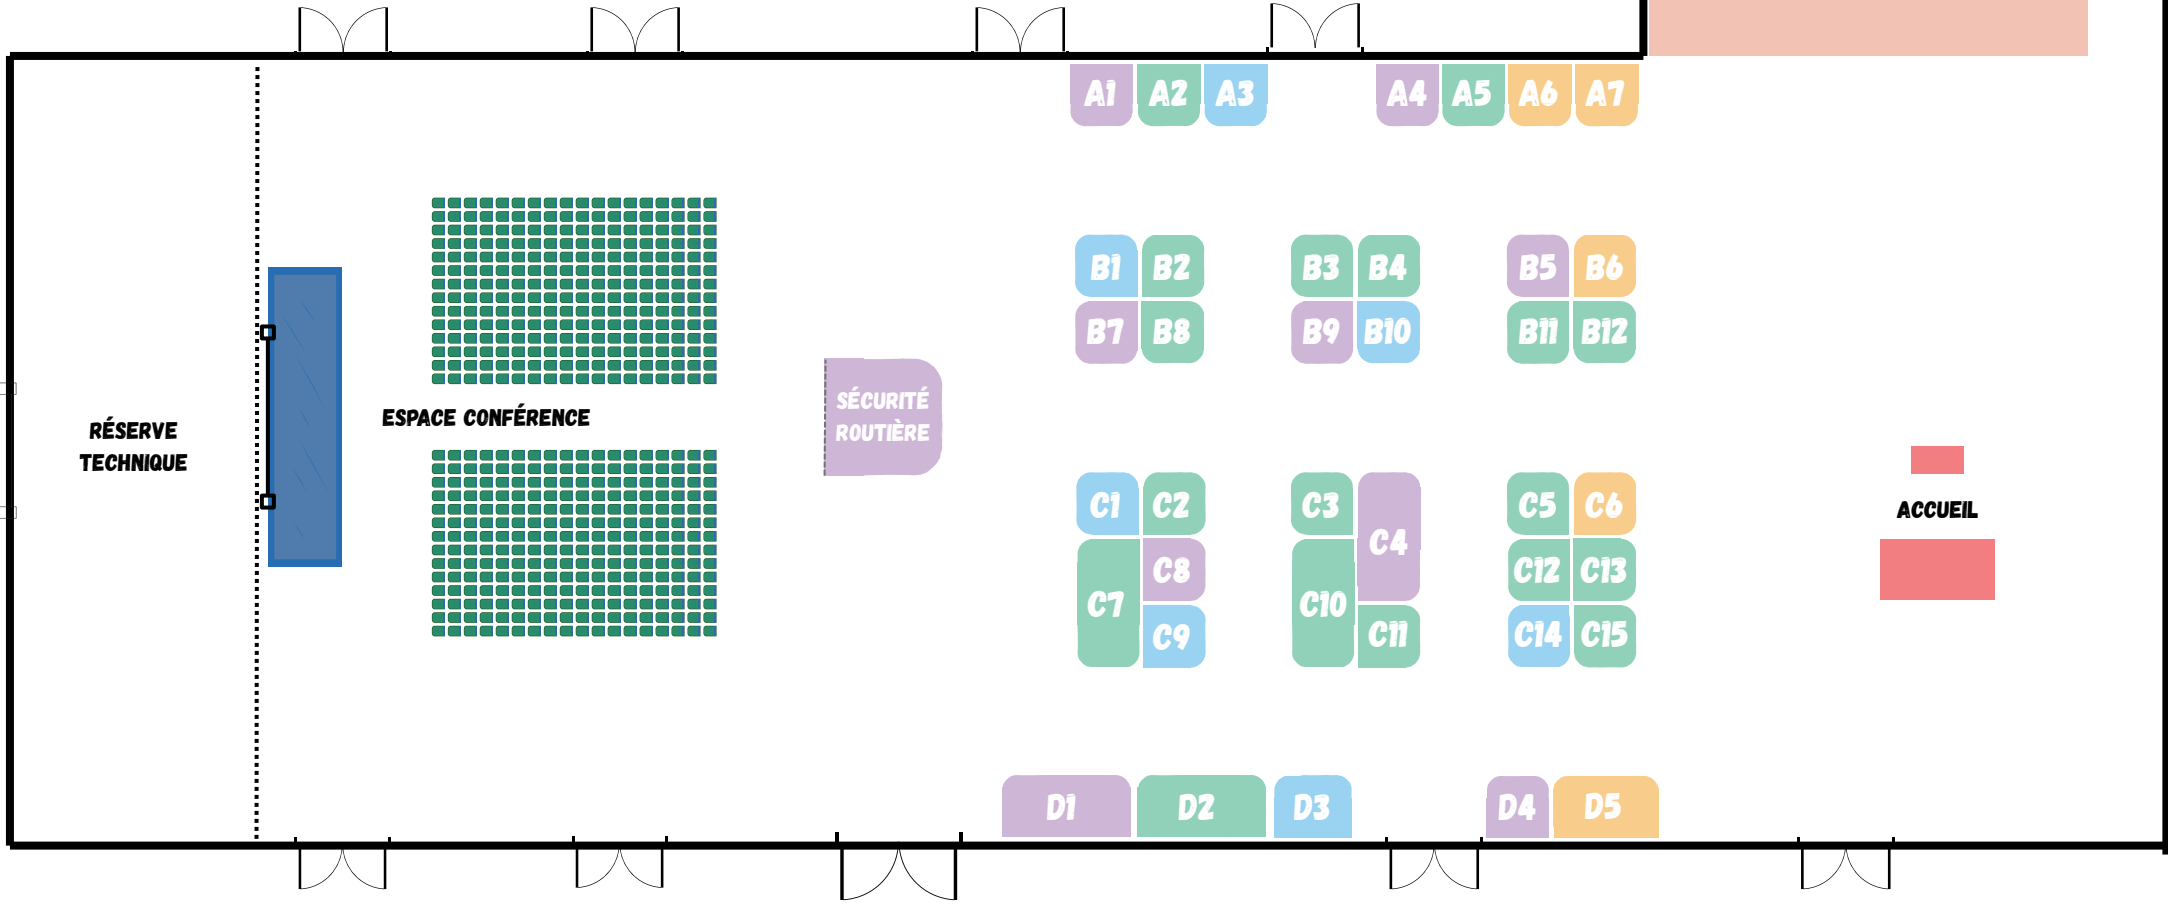 A1 A2 A3 A4 A5 A6 A7
B1 B2 B3 B4 B5 B6
B7 B8 B9 B10 B11 B12
SÉCURITÉ
ROUTIÈRE
ESPACE CONFÉRENCE
RÉSERVE
TECHNIQUE
C1 C2 C3 C4 C5 C6
C7 C8 C10 C12 C13
C9 C11 C14 C15
ACCUEIL
D1 D2 D3 D4 D5